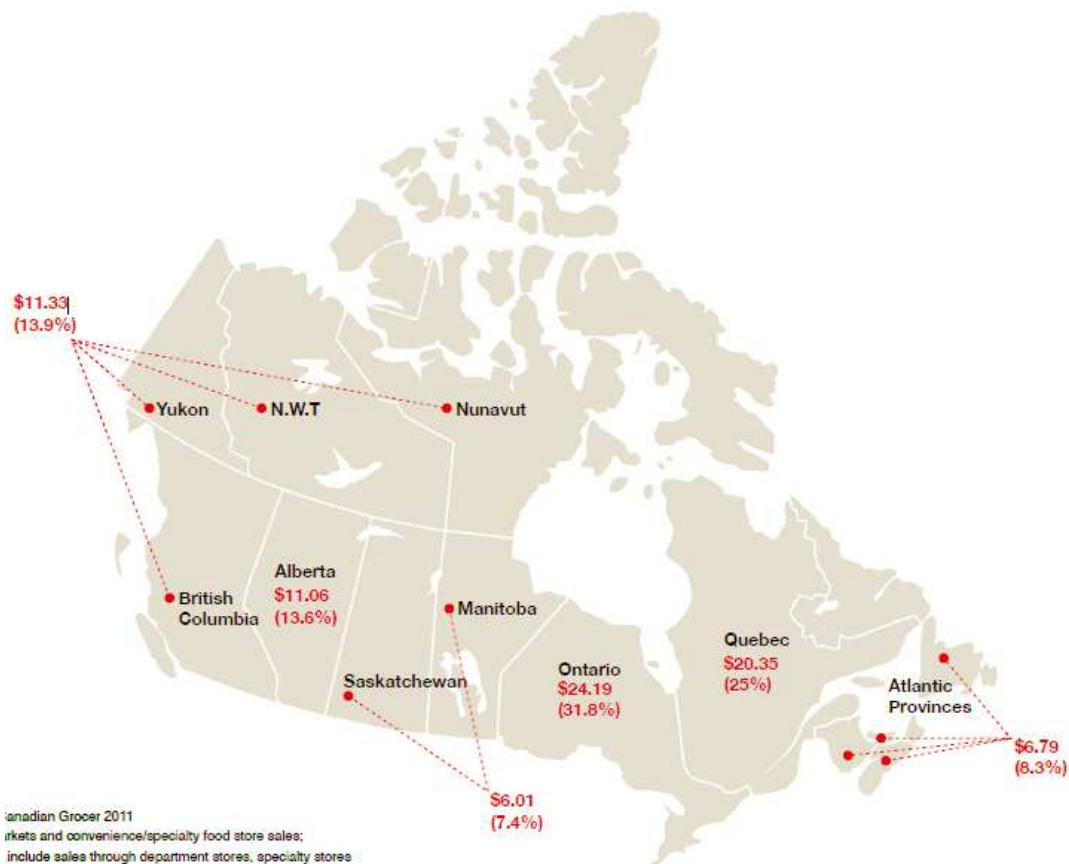 $11.33
(13.9%)
Yukon
N.W.T
Nunavut
British
Columbia
Alberta
$11.06
(13.6%)
Manitoba
Saskatchewan
Ontario
$24.19
(31.8%)
Quebec
$20.35
(25%)
Atlantic
Provinces
$6.79
(8.3%)
$6.01
(7.4%)
Canadian Grocer 2011
rkets and convenience/specialty food store sales;
include sales through department stores, specialty stores